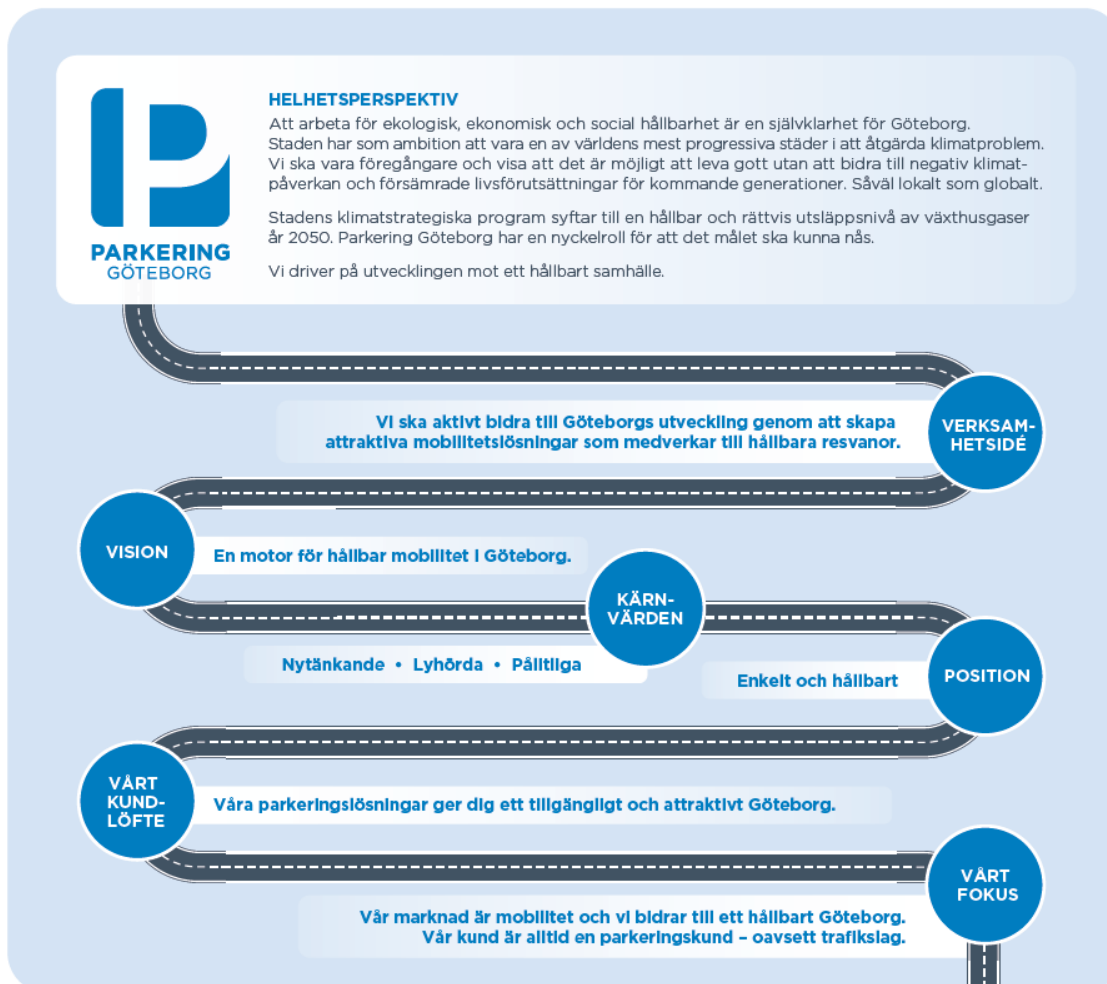 PARKERING
GÖTEBORG
HELHETSPERSPEKTIV
Att arbeta för ekologisk, ekonomisk och social hållbarhet är en självklarhet för Göteborg.
Staden har som ambition att vara en av världens mest progressiva städer i att åtgärda klimatproblem.
Vi ska vara föregångare och visa att det är möjligt att leva gott utan att bidra till negativ klimat-
påverkan och försämrade livsförutsättningar för kommande generationer. Såväl lokalt som globalt.
Stadens klimatstrategiska program syftar till en hållbar och rättvis utsläppsnivå av växthusgaser
år 2050. Parkering Göteborg har en nyckelroll för att det målet ska kunna nås.
Vi driver på utvecklingen mot ett hållbart samhälle.
VERKSAM-
HETSIDÉ
Vi ska aktivt bidra till Göteborgs utveckling genom att skapa
attraktiva mobilitetslösningar som medverkar till hållbara resvanor.
VISION
En motor för hållbar mobilitet i Göteborg.
KÄRN-
VÄRDEN
Nytänkande • Lyhörda • Pålitliga
POSITION
Enkelt och hållbart
VÅRT
KUND-
LÖFTE
Våra parkeringslösningar ger dig ett tillgängligt och attraktivt Göteborg.
VÅRT
FOKUS
Vår marknad är mobilitet och vi bidrar till ett hållbart Göteborg.
Vår kund är alltid en parkeringskund – oavsett trafikslag.